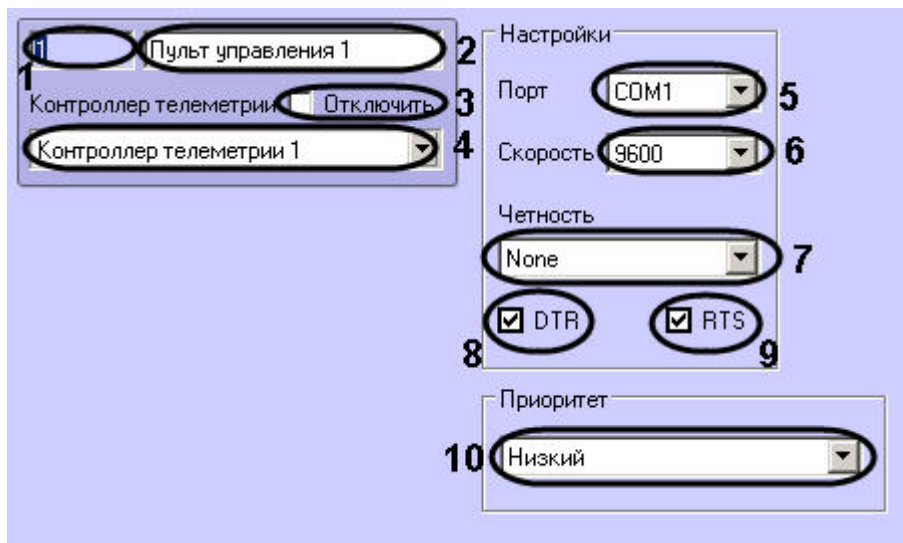 1 Пульт управления 1 2
1
Контроллер телеметрии Отключить 3
Контроллер телеметрии 1 4
Настройки
Порт COM1 5
Скорость 9600 6
Четность
None 7
DTR RTS
8 9
Приоритет
10 Низкий